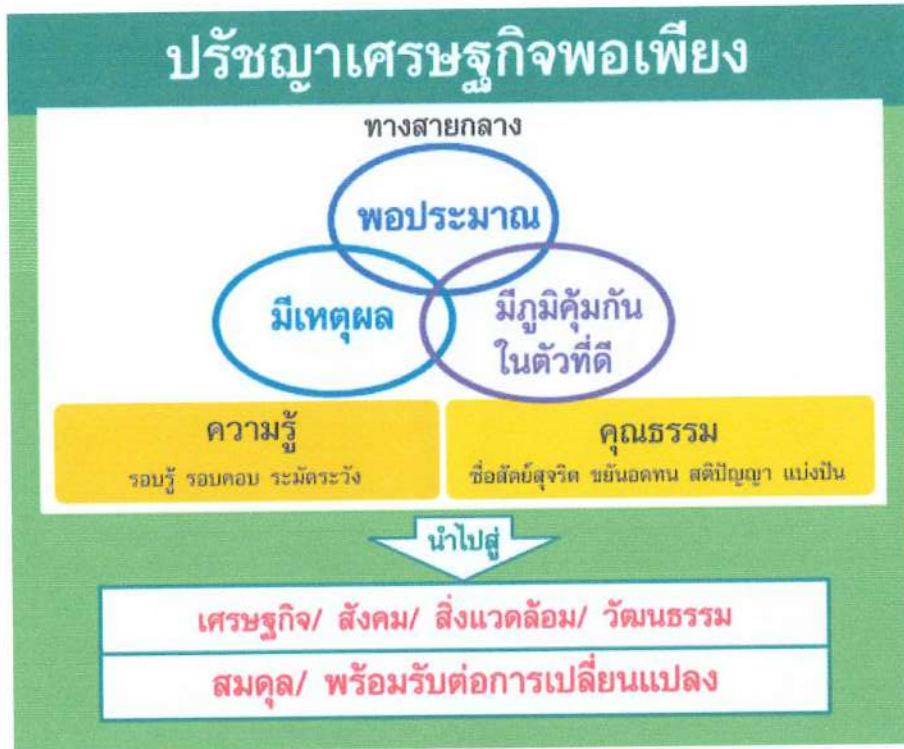 ปรัชญาเศรษฐกิจพอเพียง
ทางสายกลาง
พอประมาณ
มีเหตุผล
มีภูมิคุ้มกัน
ในตัวที่ดี
ความรู้
รอบรู้ รอบคอบ ระมัดระวัง
คุณธรรม
ซื่อสัตย์สุจริต ขยันอดทน สติปัญญา แบ่งปัน
นำไปสู่
เศรษฐกิจ/ สังคม/ สิ่งแวดล้อม/ วัฒนธรรม
สมดุล/ พร้อมรับต่อการเปลี่ยนแปลง